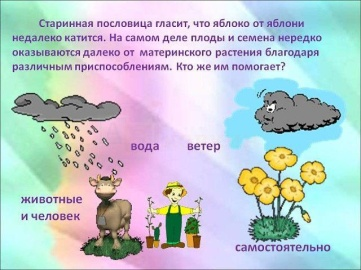 Старинная пословица гласит, что яблоко от яблони
недалеко катится. На самом деле плоды и семена нередко
оказываются далеко от материнского растения благодаря
различным приспособлениям. Кто же им помогает?
вода ветер
животные
и человек
самостоятельно